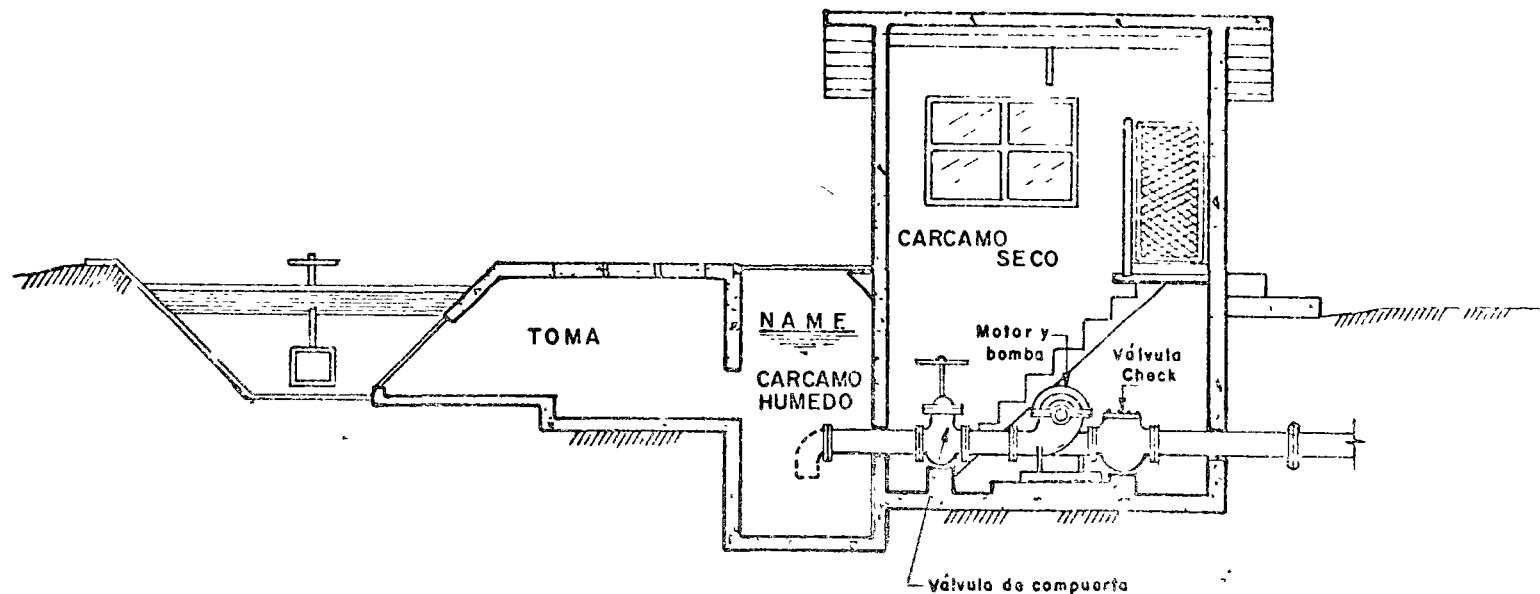 CARCAMO
SECO
TOMA
N A M E
CARCAMO
HUMEDO
Motor y
bomba
Válvula
Check
Válvula de compuerta